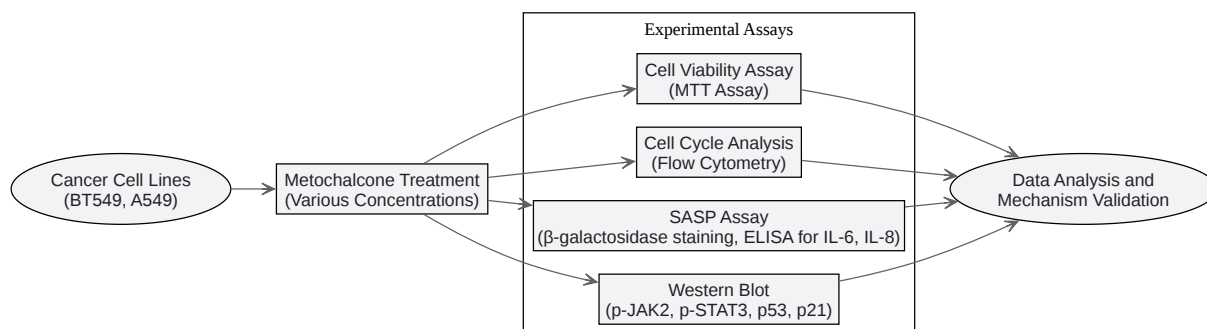 Experimental Assays
Cell Viability Assay
(MTT Assay)
Cell Cycle Analysis
(Flow Cytometry)
Cancer Cell Lines
(BT549, A549)
Metochalcone Treatment
(Various Concentrations)
Data Analysis and
Mechanism Validation
SASP Assay
(β-galactosidase staining, ELISA for IL-6, IL-8)
Western Blot
(p-JAK2, p-STAT3, p53, p21)